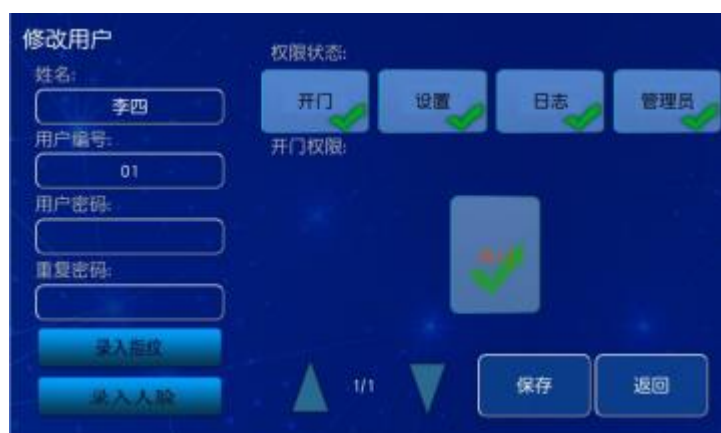 修改用户
姓名:
李四
用户编号:
01
用户密码:
重复密码:
录入指纹
录入人脸
权限状态:
开门
设置
日志
管理员
开门权限:
1/1
保存
返回